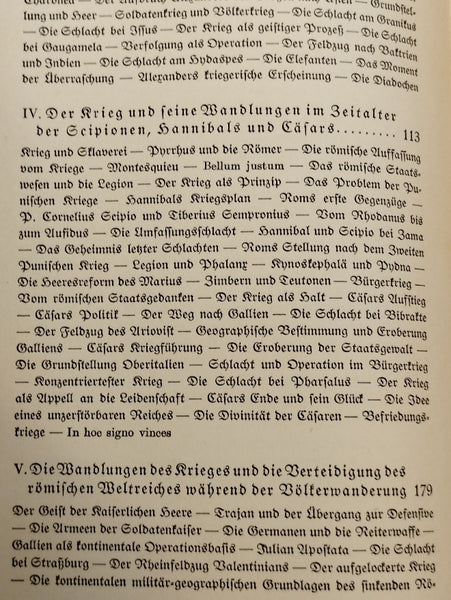 lung und Heer — Soldatenkrieg und Völkerkrieg — Die Schlacht am Granikus
— Die Schlacht bei Issus — Der Krieg als geistiger Prozeß — Die Schlacht
bei Gaugamela — Verfolgung als Operation — Der Feldzug nach Baktrien
und Indien — Die Schlacht am Hydaspes — Die Elefanten — Das Moment
der Überraschung — Alexanders kriegerische Erscheinung — Die Diadochen
IV. Der Krieg und seine Wandlungen im Zeitalter
der Scipionen, Hannibals und Cäsars......... 113
Krieg und Sklaverei — Pyrrhus und die Römer — Die römische Auffassung
vom Kriege — Montesquieu — Bellum justum — Das römische Staats-
wesen und die Legion — Der Krieg als Prinzip — Das Problem der Pu-
nischen Kriege — Hannibals Kriegsplan — Roms erste Gegenzüge —
P. Cornelius Scipio und Tiberius Sempronius — Vom Rhodanus bis
zum Aufidus — Die Umfassungsschlacht — Hannibal und Scipio bei Zama
— Das Geheimnis letzter Schlachten — Roms Stellung nach dem Zweiten
Punischen Krieg — Legion und Phalanx — Kynoskephalä und Pydna —
Die Heeresreform des Marius — Zimbern und Teutonen — Bürgerkrieg —
Vom römischen Staatsgedanken — Der Krieg als Halt — Cäsars Aufstieg
— Cäsars Politik — Der Weg nach Gallien — Die Schlacht bei Vibrakte
— Der Feldzug des Ariovist — Geographische Bestimmung und Eroberung
Galliens — Cäsars Kriegführung — Die Eroberung der Staatsgewalt —
Die Grundstellung Oberitalien — Schlacht und Operation im Bürgerkrieg
— Konzentriertester Krieg — Die Schlacht bei Pharsalus — Der Krieg
als Appell an die Leidenschaft — Cäsars Ende und sein Glück — Die Idee
eines unzerstörbaren Reiches — Die Divinität der Cäsaren — Befriedungs-
kriege — In hoc signo vinces
V. Die Wandlungen des Krieges und die Verteidigung des
römischen Weltreiches während der Völkerwanderung 179
Der Geist der Kaiserlichen Heere — Trajan und der Übergang zur Defensive
— Die Armeen der Soldatenkaiser — Die Germanen und die Reiterwaffe —
Gallien als kontinentale Operationsbasis — Julian Apostata — Die Schlacht
bei Straßburg — Der Rheinfeldzug Valentinians — Der aufgelockerte Krieg
— Die kontinentalen militär-geographischen Grundlagen des sinkenden Rö-